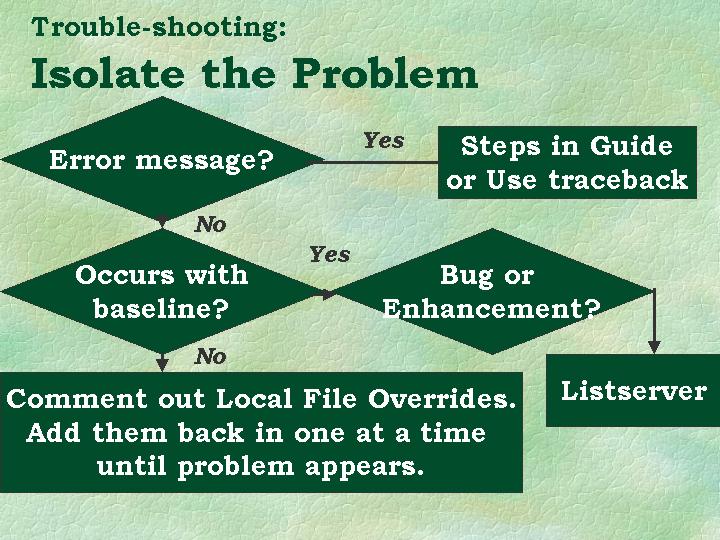 Trouble-shooting:
Isolate the Problem
Error message?
Yes
Steps in Guide
or Use traceback
No
Occurs with
baseline?
Yes
Bug or
Enhancement?
No
Comment out Local File Overrides.
Add them back in one at a time
until problem appears.
Listserver